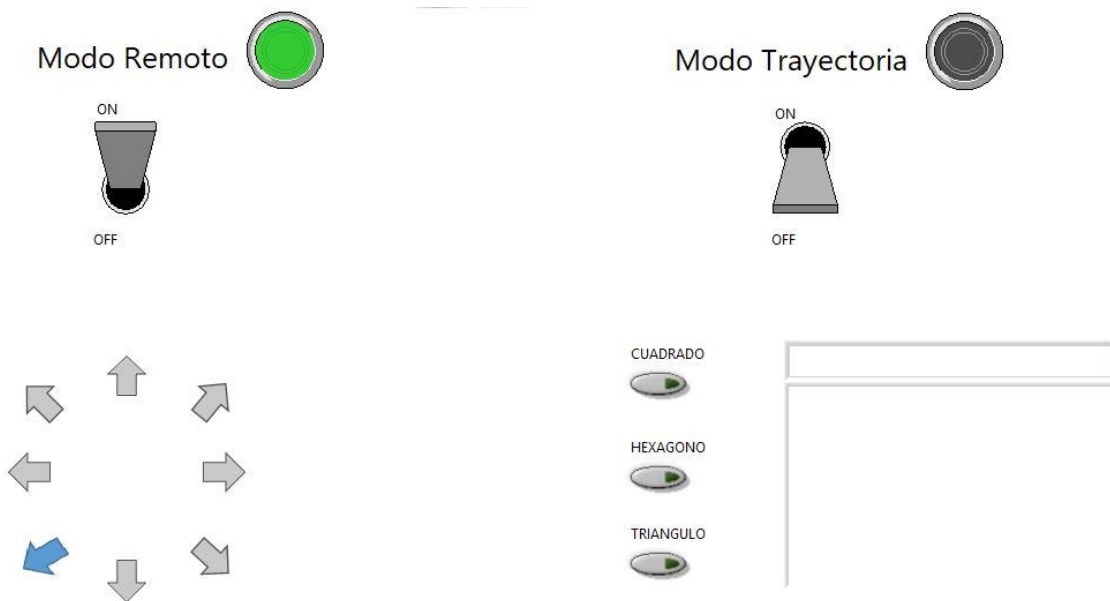 Modo Remoto
ON
OFF
Modo Trayectoria
ON
OFF
CUADRADO
HEXAGONO
TRIANGULO